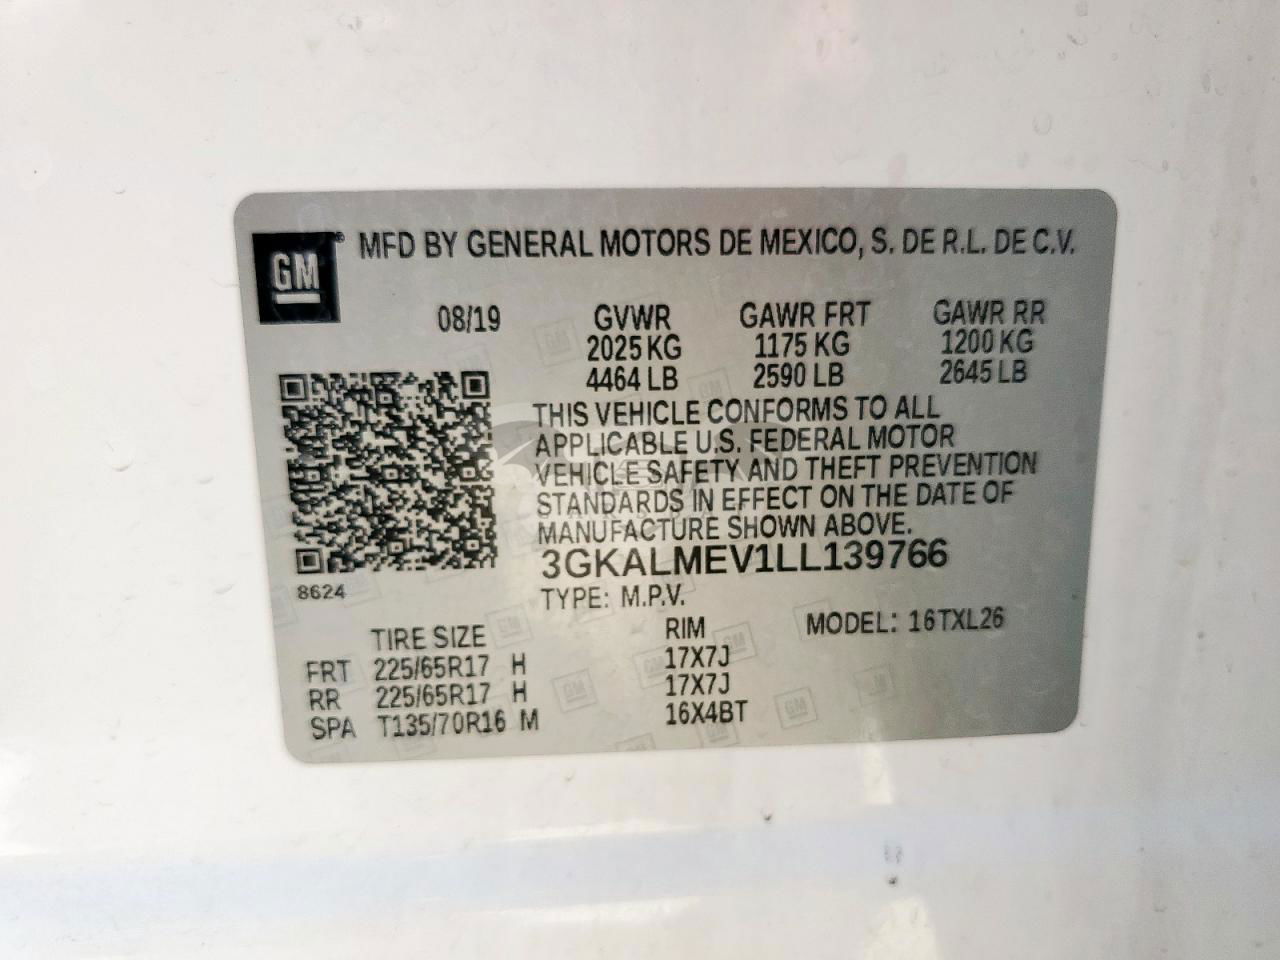 GM ® MFD BY GENERAL MOTORS DE MEXICO, S. DE R.L. DE C.V.
08/19 GVWR GAWR FRT GAWR RR
2025 KG 1175 KG 1200 KG
4464 LB 2590 LB 2645 LB
THIS VEHICLE CONFORMS TO ALL
APPLICABLE U.S. FEDERAL MOTOR
VEHICLE SAFETY AND THEFT PREVENTION
STANDARDS IN EFFECT ON THE DATE OF
MANUFACTURE SHOWN ABOVE.
3GKALMEV1LL139766
8624
TYPE: M.P.V.
MODEL: 16TXL26
TIRE SIZE RIM
FRT 225/65R17 H 17X7J
RR 225/65R17 H 17X7J
SPA T135/70R16 M 16X4BT